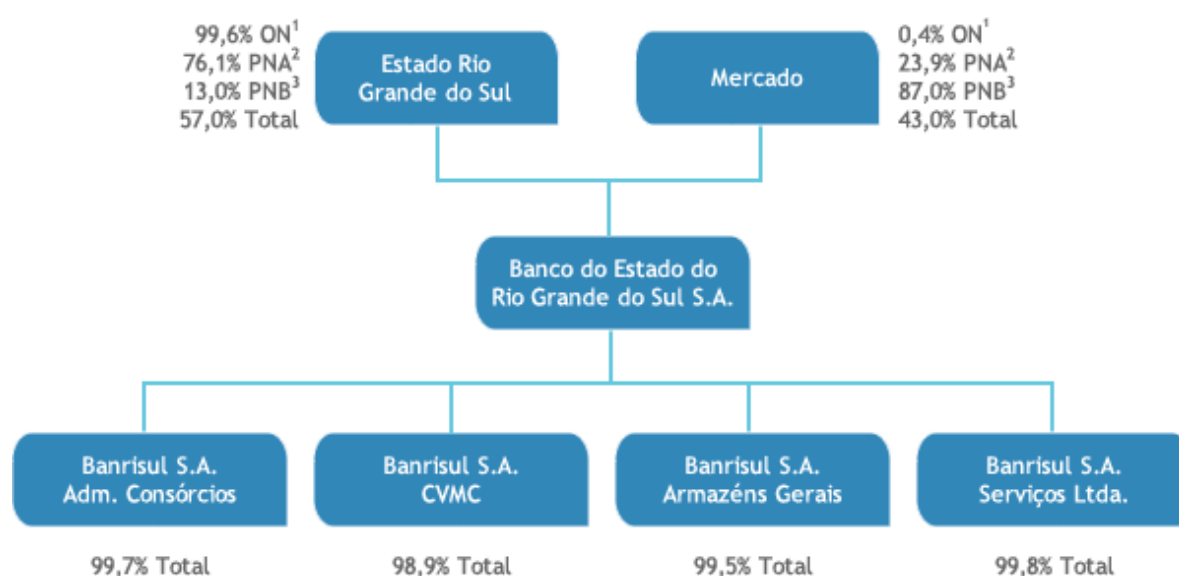 99,6% ON¹
76,1% PNA²
13,0% PNB³
57,0% Total
Estado Rio
Grande do Sul
Mercado
0,4% ON¹
23,9% PNA²
87,0% PNB³
43,0% Total
Banco do Estado do
Rio Grande do Sul S.A.
Banrisul S.A.
Adm. Consórcios
Banrisul S.A.
CVMC
Banrisul S.A.
Armazéns Gerais
Banrisul S.A.
Serviços Ltda.
99,7% Total
98,9% Total
99,5% Total
99,8% Total